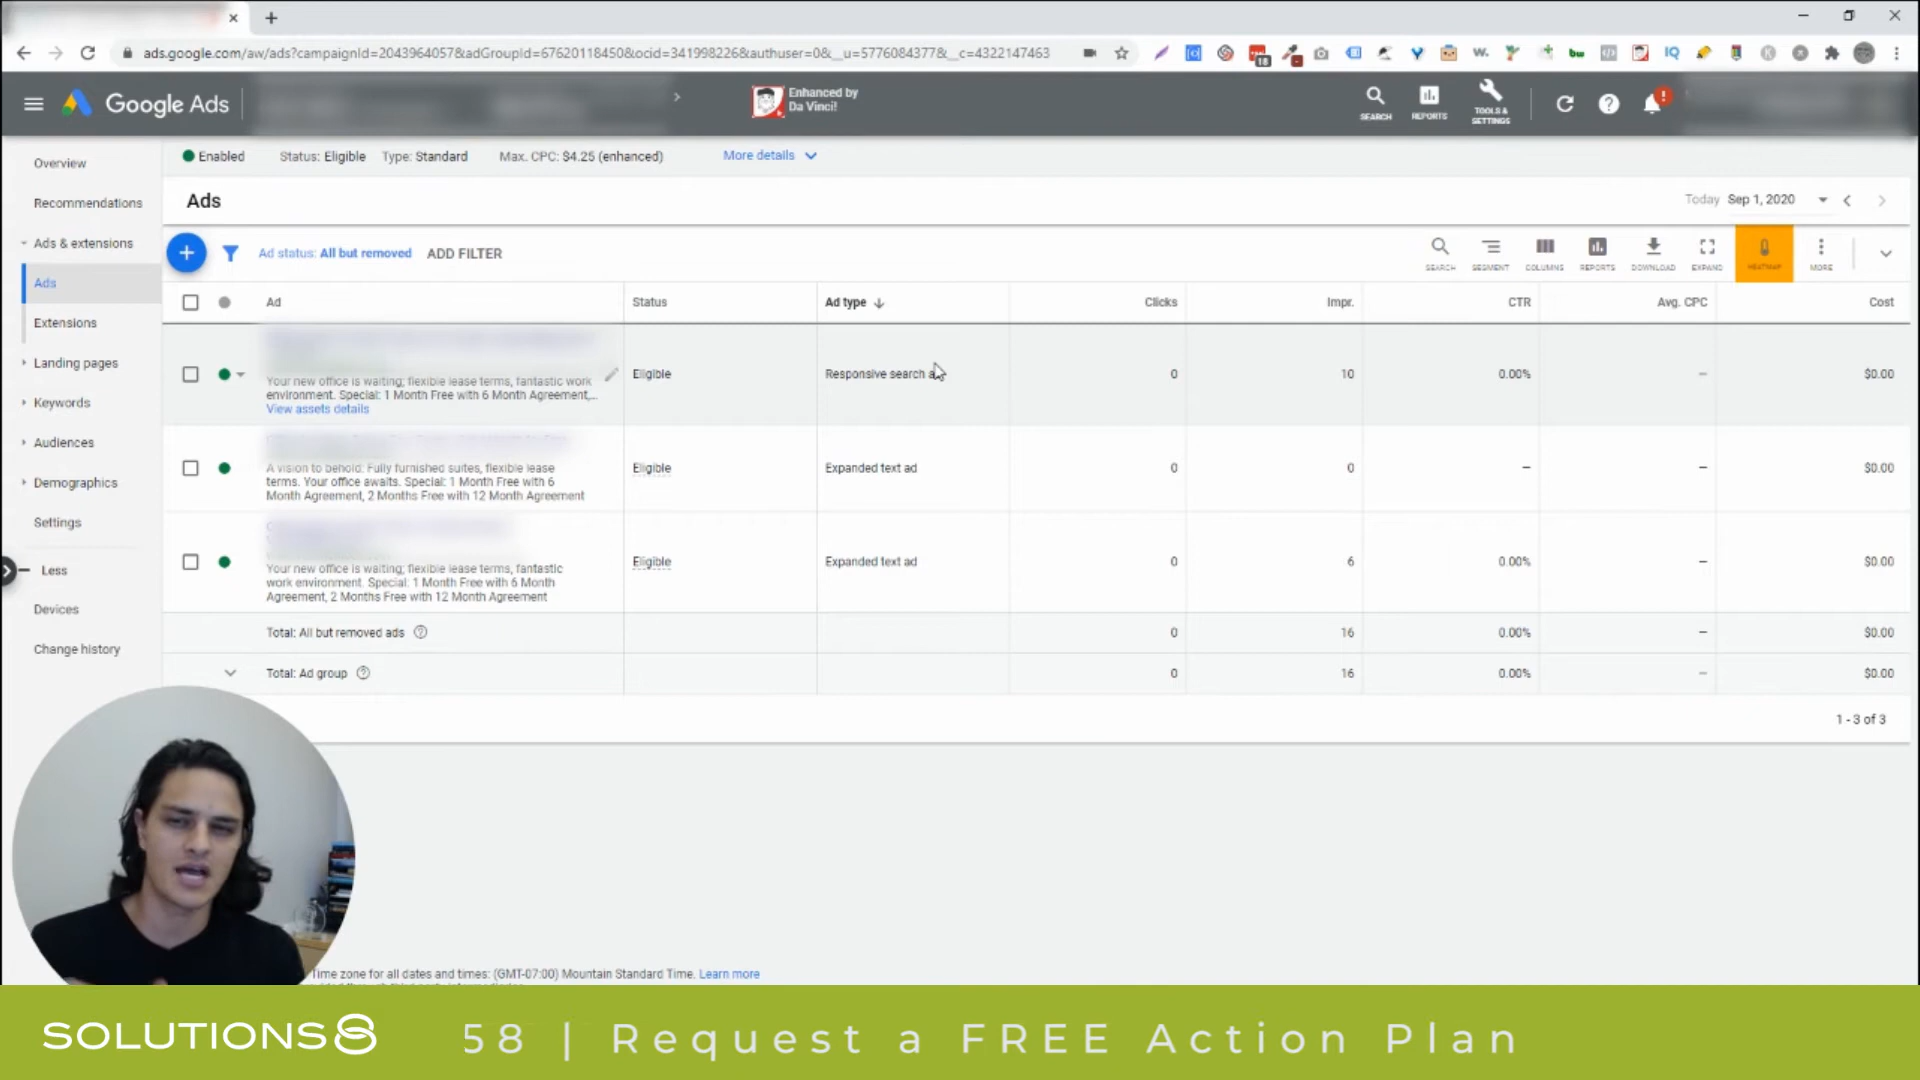 ads.google.com/aw/ads?campaignId=2043964057&adGroupId=67620118450&ocid=341998226&authuser=0&__u=5776084377&__c=4322147463
18
bw
IQ
Google Ads
Enhanced by
Da Vinci!
SEARCH
REPORTS
TOOLS &
SETTINGS
Overview
Recommendations
Ads & extensions
Ads
Extensions
Landing pages
Keywords
Audiences
Demographics
Settings
Less
Devices
Change history
Enabled Status: Eligible Type: Standard Max. CPC: $4.25 (enhanced) More details
Ads
Today Sep 1, 2020
Ad status: All but removed ADD FILTER
SEARCH SEGMENT COLUMNS REPORTS DOWNLOAD EXPAND HEATMAP MORE
Ad Status Ad type Clicks Impr. CTR Avg. CPC Cost
Your new office is waiting; flexible lease terms, fantastic work
environment. Special: 1 Month Free with 6 Month Agreement,...
View assets details
Eligible Responsive search a 0 10 0.00% – $0.00
A vision to behold: Fully furnished suites, flexible lease
terms. Your office awaits. Special: 1 Month Free with 6
Month Agreement, 2 Months Free with 12 Month Agreement
Eligible Expanded text ad 0 0 – – $0.00
Your new office is waiting; flexible lease terms, fantastic
work environment. Special: 1 Month Free with 6 Month
Agreement, 2 Months Free with 12 Month Agreement
Eligible Expanded text ad 0 6 0.00% – $0.00
Total: All but removed ads 0 16 0.00% – $0.00
Total: Ad group 0 16 0.00% – $0.00
1 - 3 of 3
Time zone for all dates and times: (GMT-07:00) Mountain Standard Time. Learn more
SOLUTIONS8
58 | Request a FREE Action Plan